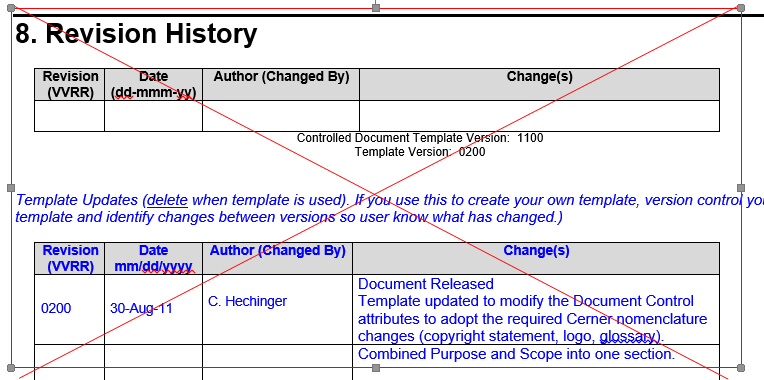 8. Revision History
Revision (VVRR) Date (dd-mmm-yy) Author (Changed By) Change(s)
Controlled Document Template Version: 1100
Template Version: 0200
Template Updates (delete when template is used). If you use this to create your own template, version control
template and identify changes between versions so user know what has changed.)
Revision (VVRR) Date mm/dd/yyyy Author (Changed By) Change(s)
0200 30-Aug-11 C. Hechinger
Document Released
Template updated to modify the Document Control
attributes to adopt the required Cerner nomenclature
changes (copyright statement, logo, glossary).
Combined Purpose and Scope into one section.